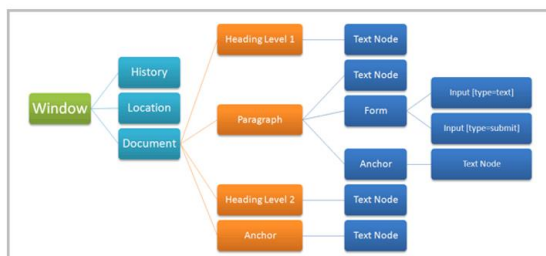 Heading Level 1
Text Node
History
Text Node
Input [type=text]
Window
Location
Paragraph
Form
Document
Input [type=submit]
Anchor
Text Node
Heading Level 2
Text Node
Anchor
Text Node